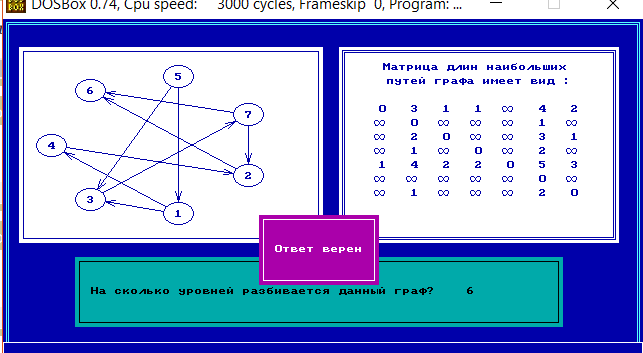 DOSBox 0.74, Cpu speed: 3000 cycles, Frameskip 0, Program: ...
Матрица длин наибольших
путей графа имеет вид :
0 3 1 1 ∞ 4 2
∞ 0 ∞ ∞ ∞ 1 ∞
∞ 2 0 ∞ ∞ 3 1
∞ 1 ∞ 0 ∞ 2 ∞
1 4 2 2 0 5 3
∞ ∞ ∞ ∞ ∞ 0 ∞
∞ 1 ∞ ∞ ∞ 2 0
5
6
7
4
2
3
1
Ответ верен
На сколько уровней разбивается данный граф? 6